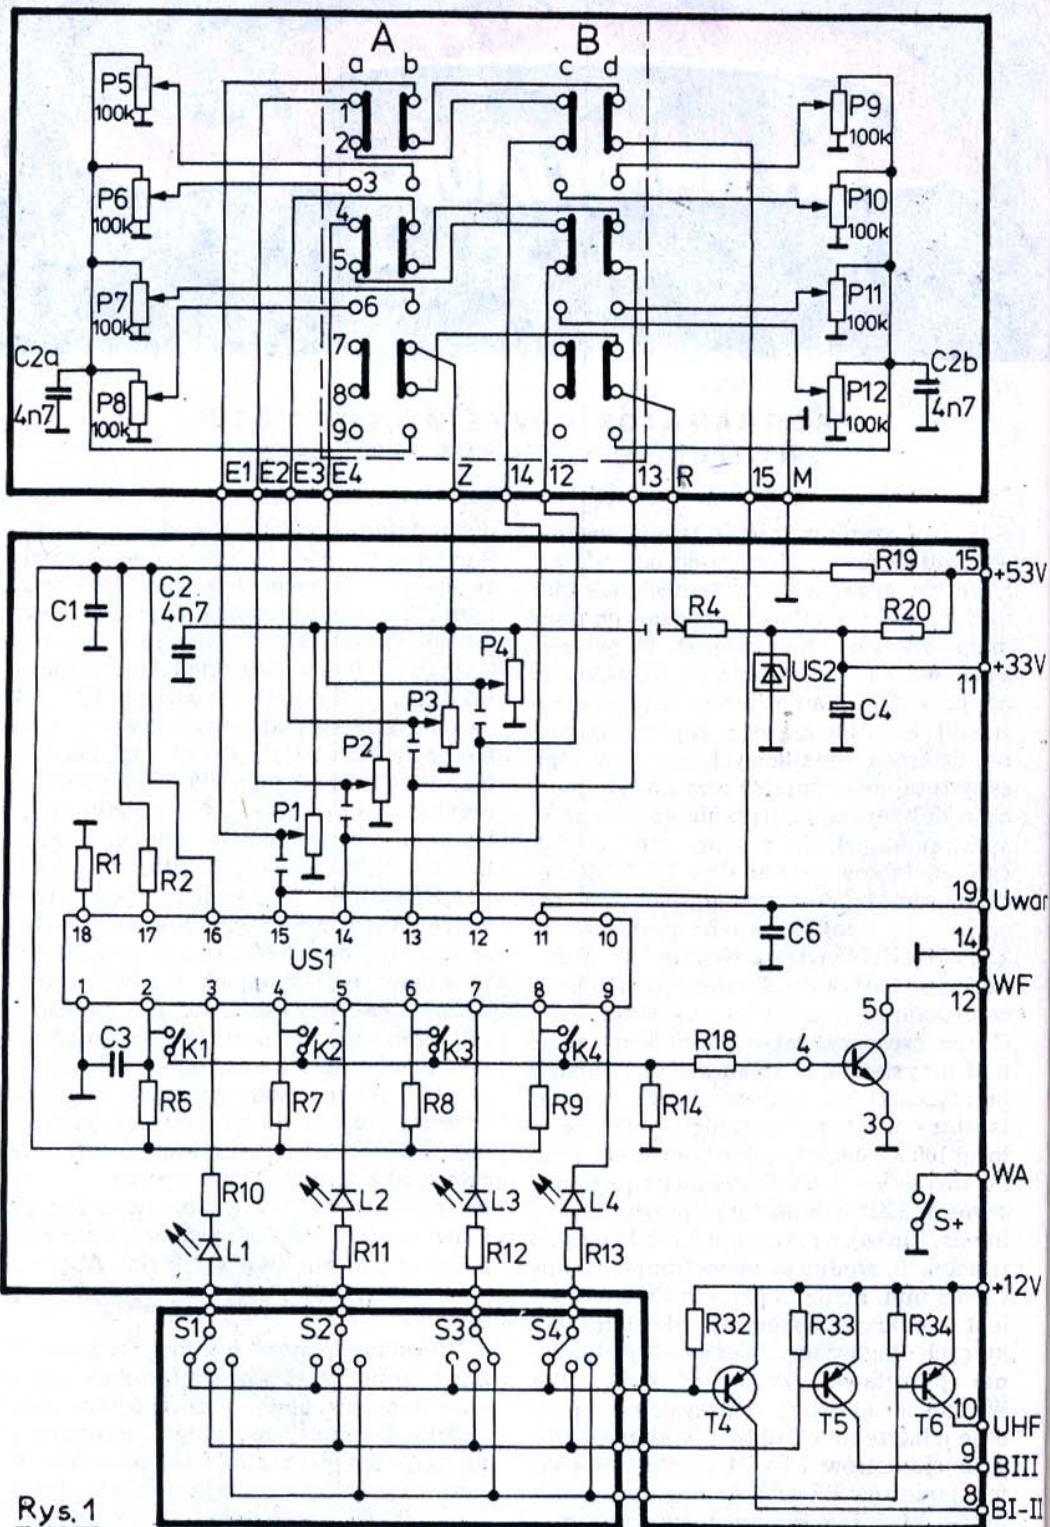 A B
a b c d
P5
100k
1
2
3
P9
100k
P6
100k
4
5
6
P10
100k
P7
100k
7
8
9
P11
100k
C2a
4n7
P8
100k
P12
100k
C2b
4n7
E1 E2 E3 E4 Z 14 12 13 R 15 M
R19 15 +53V
C1
C2
4n7
R4
R20
P4
US2
+33V
11
C4
P3
P2
P1
R1
R2
19 Uwar
18 17 16 15 14 13 12 11 10
C6
US1
14
1 2 3 4 5 6 7 8 9
WF
12
5
C3
K1
K2
K3
K4
R18
4
R6
R7
R8
R9
R14
3
WA
R10
L2
L3
L4
S+
L1
R11
R12
R13
+12V
S1
S2
S3
S4
R32
R33
R34
T4
T5
T6
10
UHF
9
BIII
8
BI-II
Rys.1